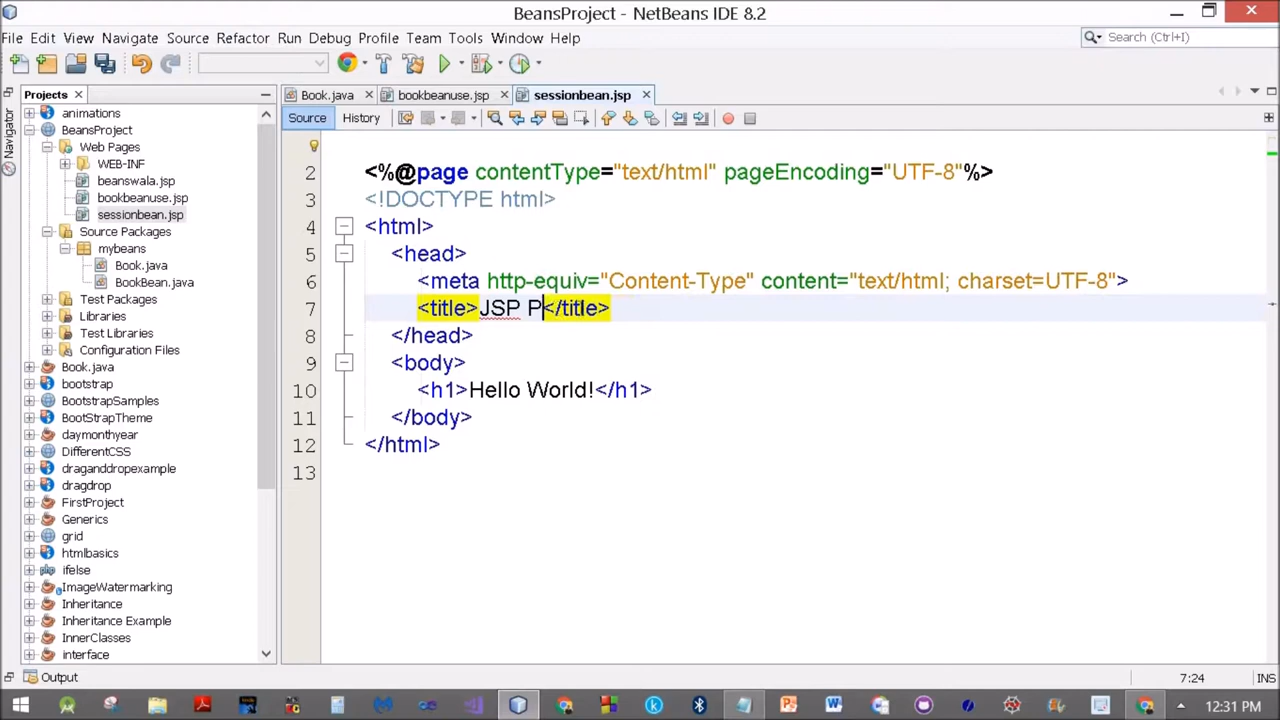 BeansProject - NetBeans IDE 8.2
File Edit View Navigate Source Refactor Run Debug Profile Team Tools Window Help
Search (Ctrl+I)
Projects
Book.java bookbeanuse.jsp sessionbean.jsp
Source History
Navigator
animations
BeansProject
Web Pages
WEB-INF
beanswala.jsp
bookbeanuse.jsp
sessionbean.jsp
Source Packages
mybeans
Book.java
BookBean.java
Test Packages
Libraries
Test Libraries
Configuration Files
Book.java
bootstrap
BootstrapSamples
BootStrapTheme
daymonthyear
DifferentCSS
draganddropexample
dragdrop
FirstProject
Generics
grid
htmlbasics
ifelse
ImageWatermarking
Inheritance
Inheritance Example
InnerClasses
interface
2 <%@page contentType="text/html" pageEncoding="UTF-8"%>
3 <!DOCTYPE html>
4 <html>
5 <head>
6 <meta http-equiv="Content-Type" content="text/html; charset=UTF-8">
7 <title>JSP P</title>
8 </head>
9 <body>
10 <h1>Hello World!</h1>
11 </body>
12 </html>
13
Output
7:24 INS
12:31 PM